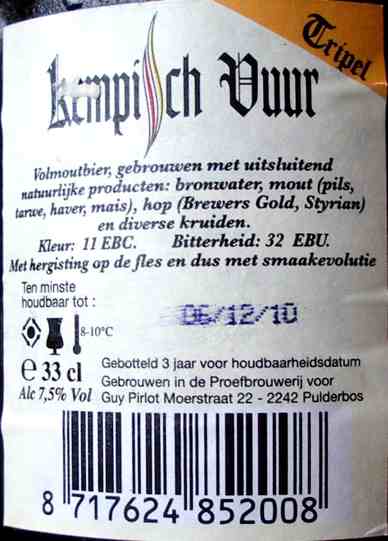 Tripel
Kempisch Vuur
Volmoutbier, gebrouwen met uitsluitend
natuurlijke producten: bronwater, mout (pils,
tarwe, haver, mais), hop (Brewers Gold, Styrian)
en diverse kruiden.
Kleur: 11 EBC. Bitterheid: 32 EBU.
Met hergisting op de fles en dus met smaakevolutie
Ten minste
houdbaar tot :
06/12/10
8-10°C
e 33 cl
Alc 7,5% Vol
Gebotteld 3 jaar voor houdbaarheidsdatum
Gebrouwen in de Proefbrouwerij voor
Guy Pirlot Moerstraat 22 - 2242 Pulderbos
8 717624 852008